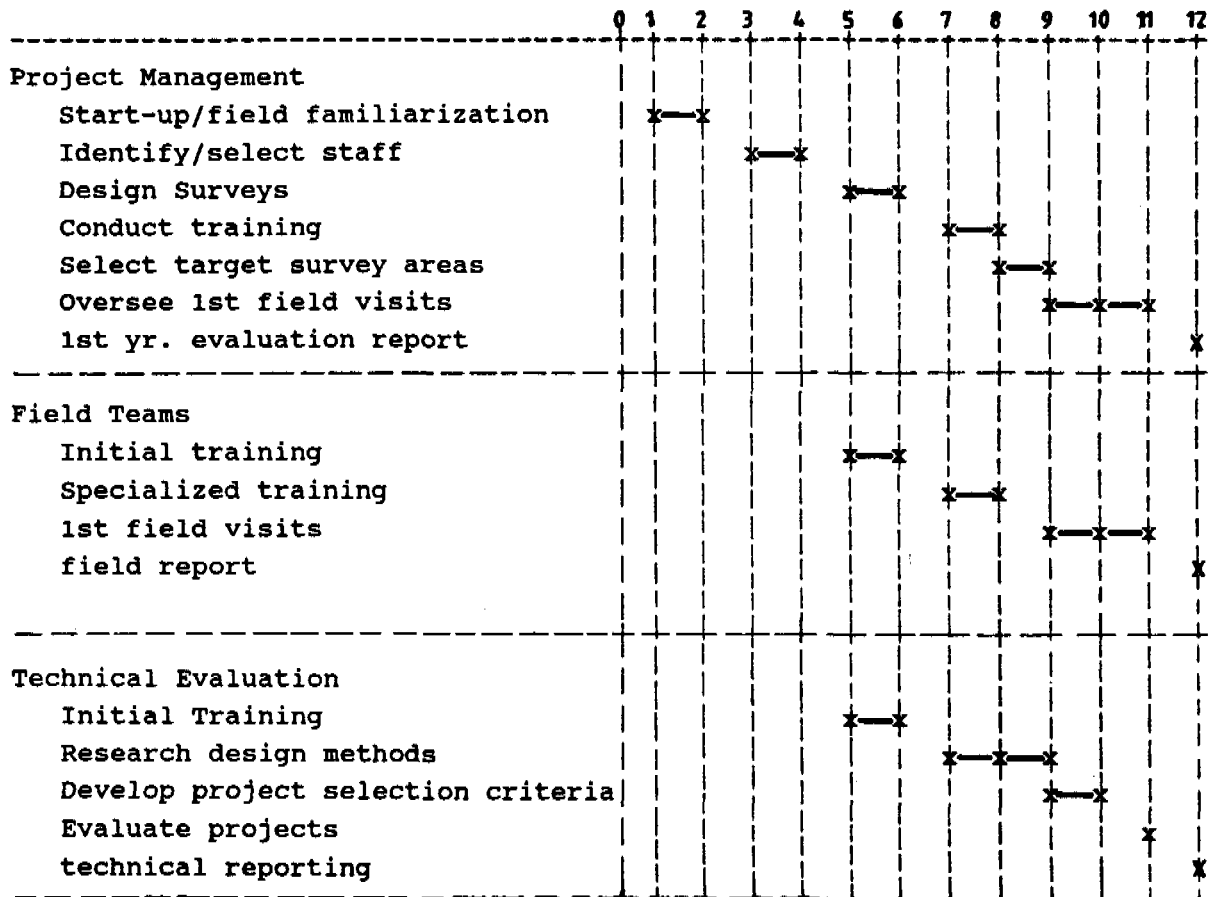 0 1 2 3 4 5 6 7 8 9 10 11 12
Project Management
Start-up/field familiarization
Identify/select staff
Design Surveys
Conduct training
Select target survey areas
Oversee 1st field visits
1st yr. evaluation report
Field Teams
Initial training
Specialized training
1st field visits
field report
Technical Evaluation
Initial Training
Research design methods
Develop project selection criteria
Evaluate projects
technical reporting